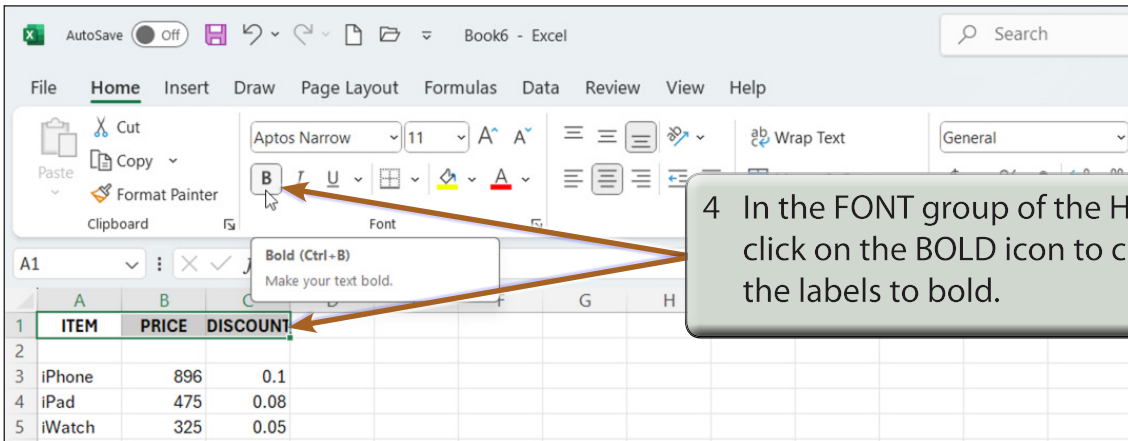 AutoSave Off Book6 - Excel Search
File Home Insert Draw Page Layout Formulas Data Review View Help
Paste
Cut
Copy
Format Painter
Clipboard
Aptos Narrow 11
B I U A
Font
ab Wrap Text
General
Bold (Ctrl+B)
Make your text bold.
4 In the FONT group of the H
click on the BOLD icon to c
the labels to bold.
A1
A B C D F G H
1 ITEM PRICE DISCOUNT
2
3 iPhone 896 0.1
4 iPad 475 0.08
5 iWatch 325 0.05